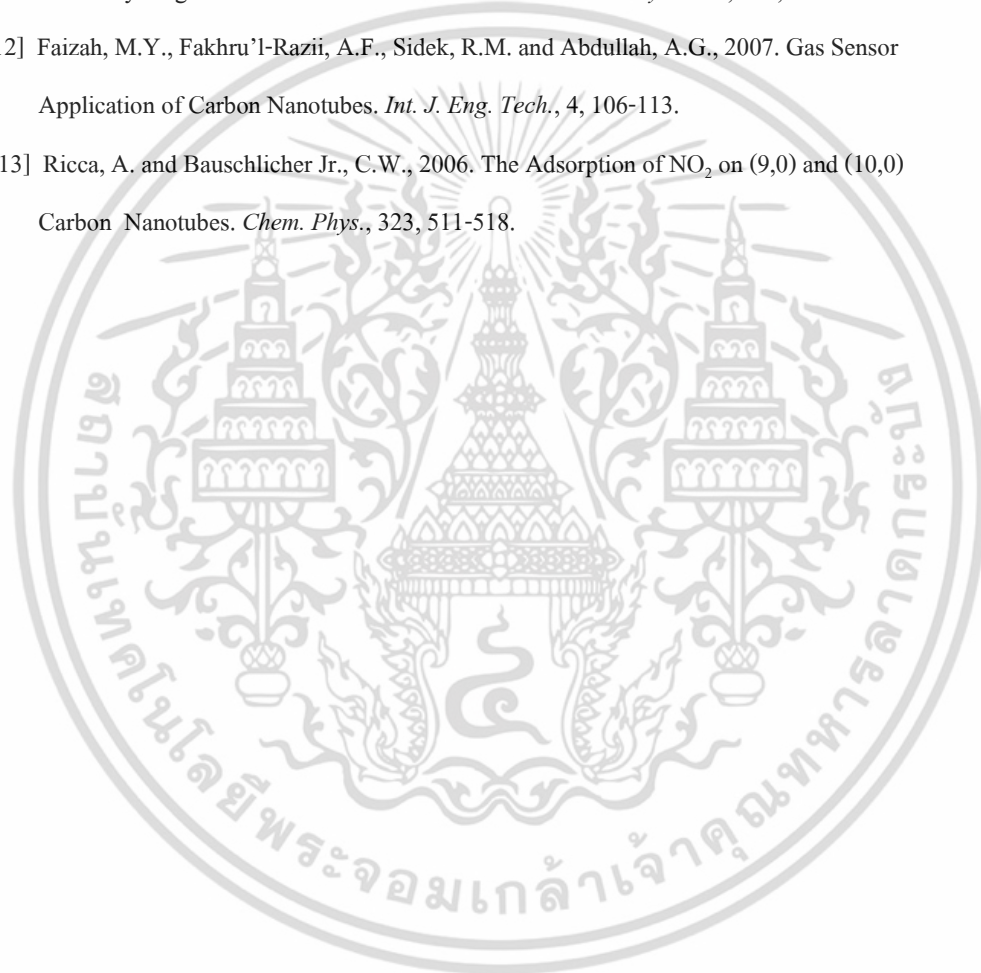 12] Faizah, M.Y., Fakhru’l-Razii, A.F., Sidek, R.M. and Abdullah, A.G., 2007. Gas Sensor
Application of Carbon Nanotubes. Int. J. Eng. Tech., 4, 106-113.
13] Ricca, A. and Bauschlicher Jr., C.W., 2006. The Adsorption of NO₂ on (9,0) and (10,0)
Carbon Nanotubes. Chem. Phys., 323, 511-518.
๔
สถาบันเทคโนโลยีพระจอมเกล้าเจ้าคุณทหารลาดกระบัง